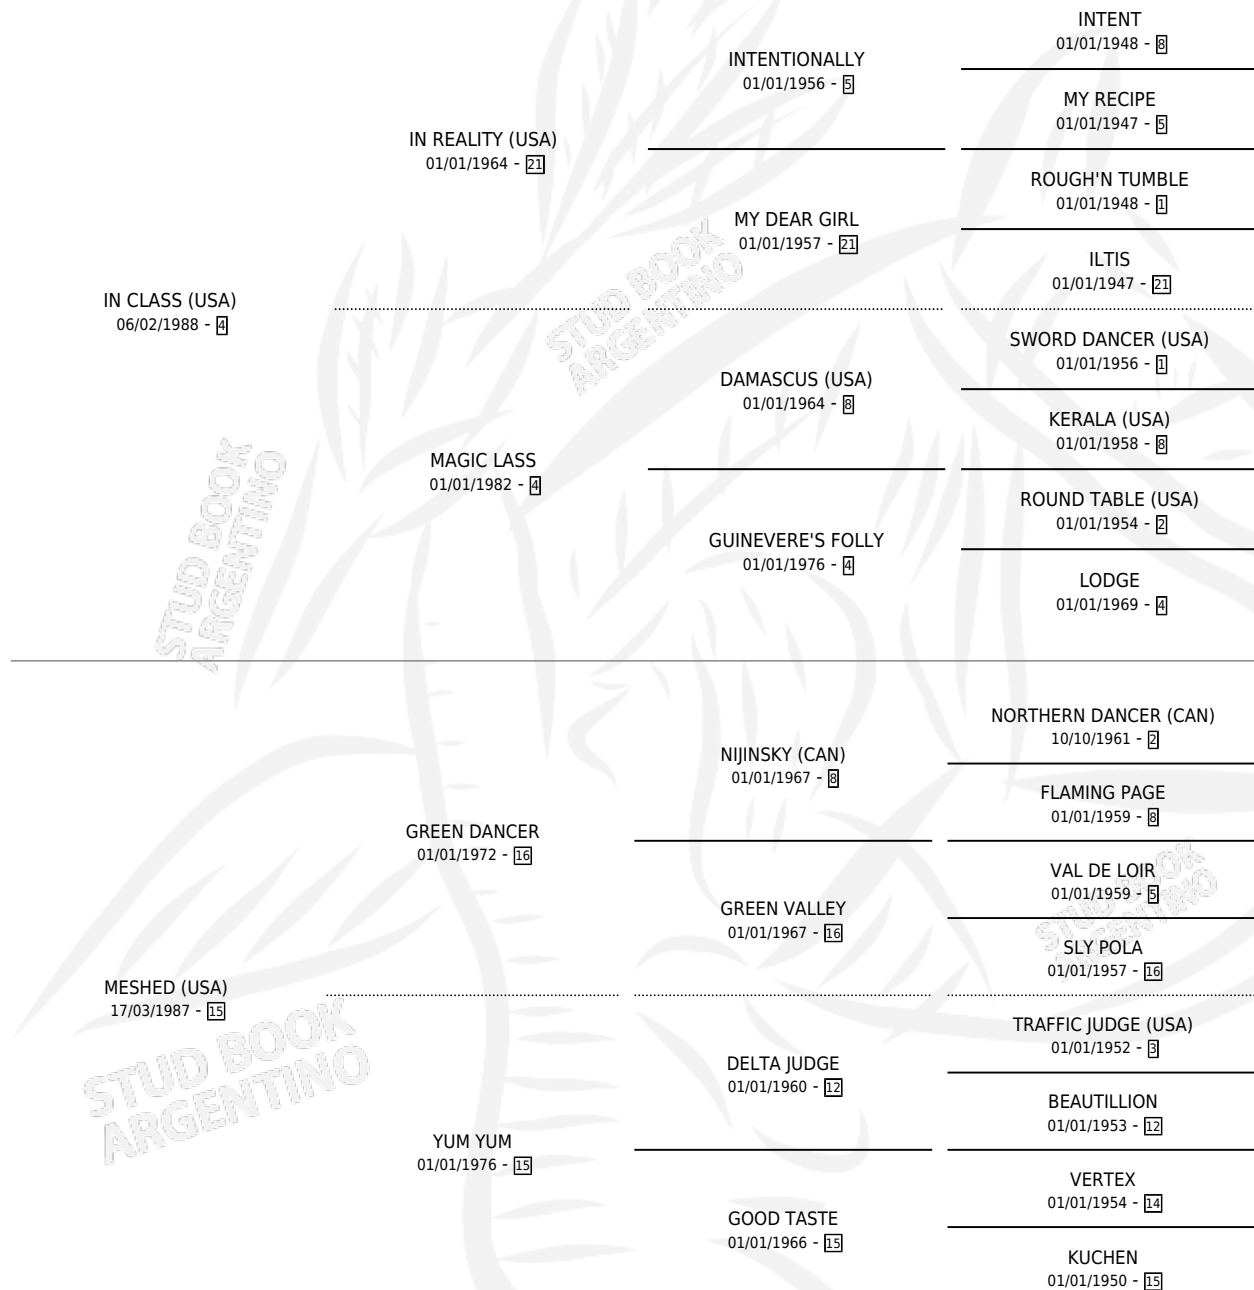 INTENT
01/01/1948 - 8
INTENTIONALLY
01/01/1956 - 5
MY RECIPE
01/01/1947 - 5
IN REALITY (USA)
01/01/1964 - 21
ROUGH'N TUMBLE
01/01/1948 - 1
MY DEAR GIRL
01/01/1957 - 21
ILTIS
01/01/1947 - 21
IN CLASS (USA)
06/02/1988 - 4
SWORD DANCER (USA)
01/01/1956 - 1
DAMASCUS (USA)
01/01/1964 - 8
KERALA (USA)
01/01/1958 - 8
MAGIC LASS
01/01/1982 - 4
ROUND TABLE (USA)
01/01/1954 - 2
GUINEVERE'S FOLLY
01/01/1976 - 4
LODGE
01/01/1969 - 4
STUD BOOK
ARGENTINO
STUD BOOK
ARGENTINO
NORTHERN DANCER (CAN)
10/10/1961 - 2
NIJINSKY (CAN)
01/01/1967 - 8
FLAMING PAGE
01/01/1959 - 8
GREEN DANCER
01/01/1972 - 16
VAL DE LOIR
01/01/1959 - 5
GREEN VALLEY
01/01/1967 - 16
SLY POLA
01/01/1957 - 16
MESHED (USA)
17/03/1987 - 15
TRAFFIC JUDGE (USA)
01/01/1952 - 3
DELTA JUDGE
01/01/1960 - 12
BEAUTILLION
01/01/1953 - 12
YUM YUM
01/01/1976 - 15
VERTEX
01/01/1954 - 14
GOOD TASTE
01/01/1966 - 15
KUCHEN
01/01/1950 - 15
STUD BOOK
ARGENTINO
STUD BOOK
ARGENTINO